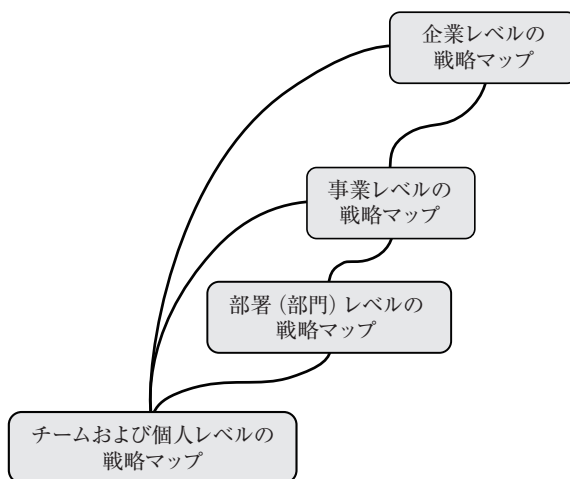 企業レベルの
戦略マップ
事業レベルの
戦略マップ
部署（部門）レベルの
戦略マップ
チームおよび個人レベルの
戦略マップ